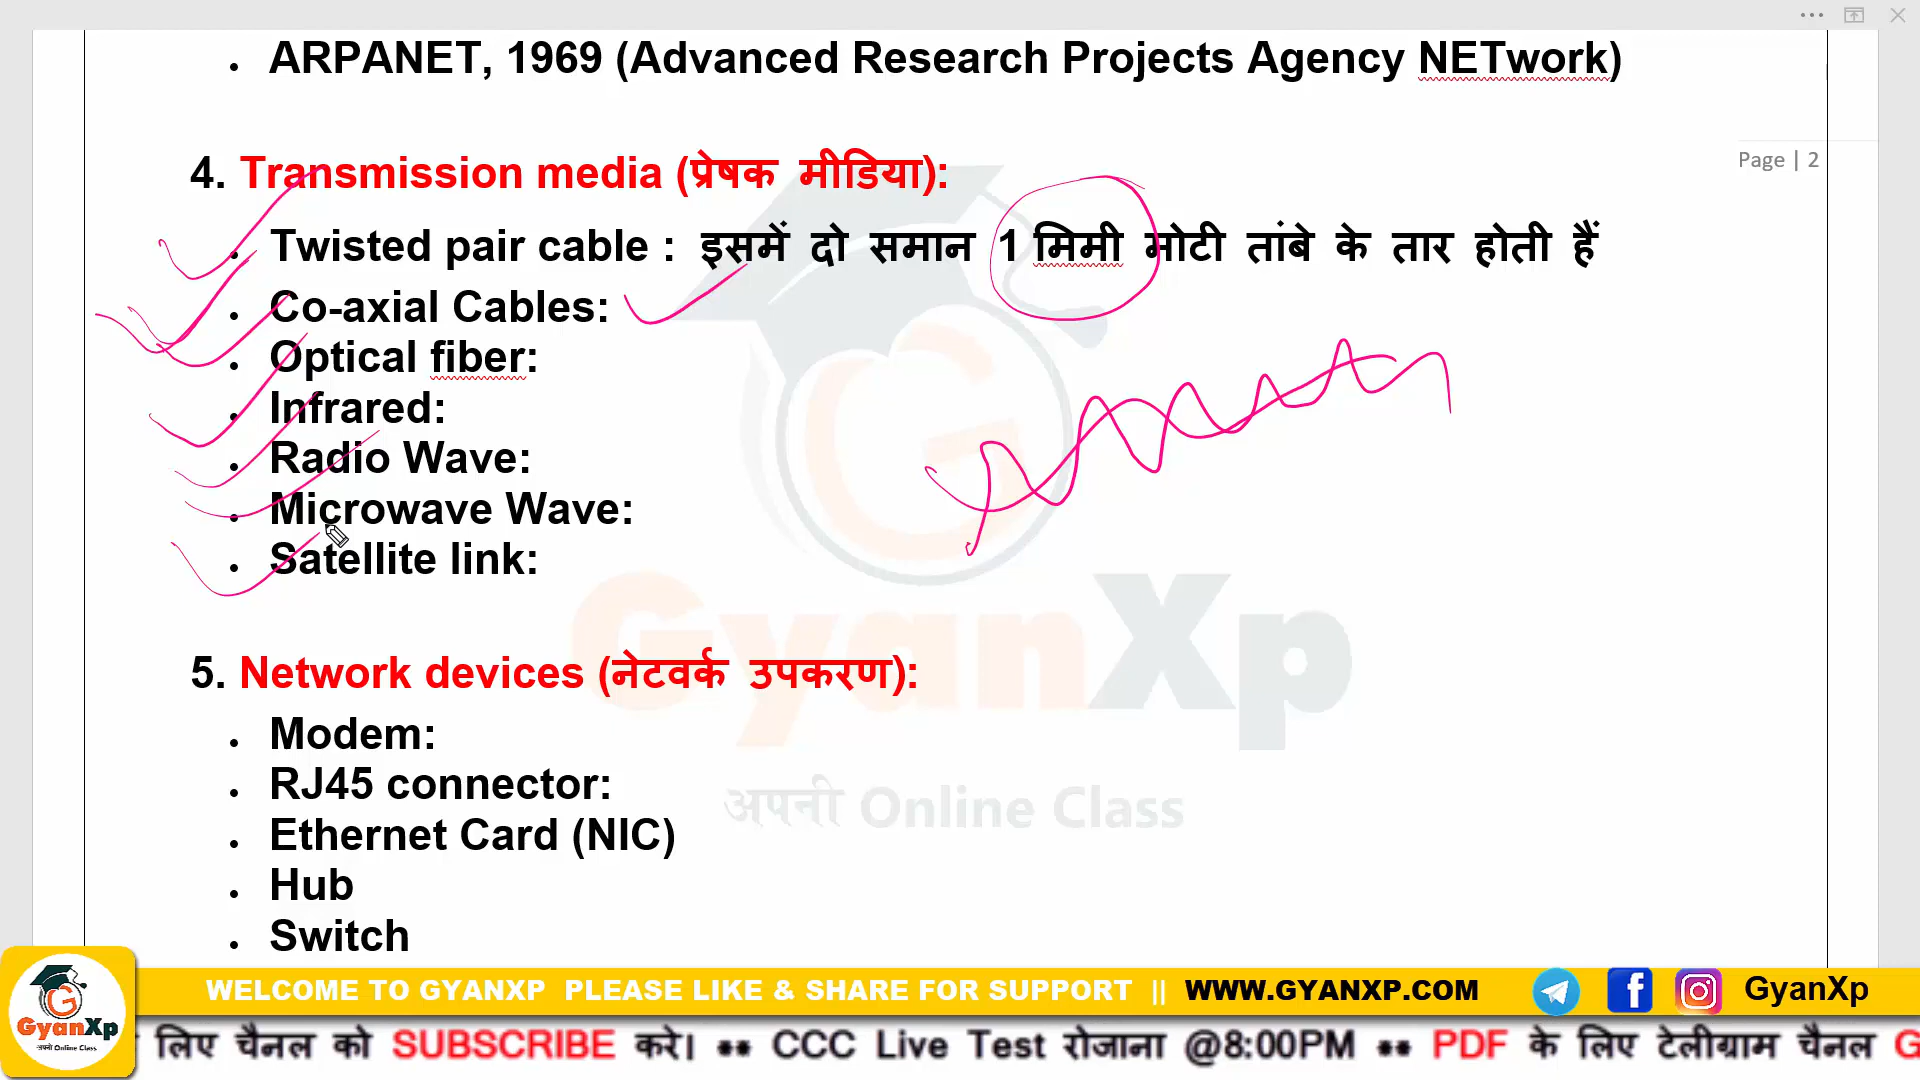 • ARPANET, 1969 (Advanced Research Projects Agency NETwork)
Page | 2
4. Transmission media (प्रेषक मीडिया):
• Twisted pair cable : इसमें दो समान 1 मिमी मोटी तांबे के तार होती हैं
• Co-axial Cables:
• Optical fiber:
• Infrared:
• Radio Wave:
• Microwave Wave:
• Satellite link:
GyanXp
अपनी Online Class
5. Network devices (नेटवर्क उपकरण):
• Modem:
• RJ45 connector:
• Ethernet Card (NIC)
• Hub
• Switch
GyanXp
अपनी Online Class
WELCOME TO GYANXP PLEASE LIKE & SHARE FOR SUPPORT || WWW.GYANXP.COM GyanXp
लिए चैनल को SUBSCRIBE करे। ** CCC Live Test रोजाना @8:00PM ** PDF के लिए टेलीग्राम चैनल G